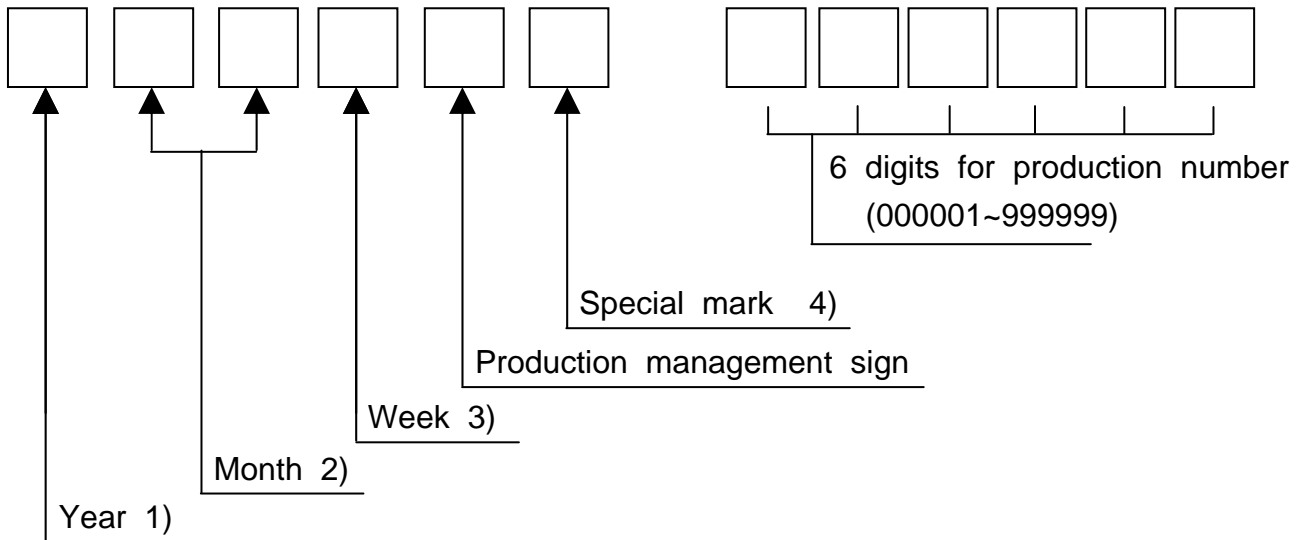 6 digits for production number
(000001~999999)
Special mark 4)
Production management sign
Week 3)
Month 2)
Year 1)